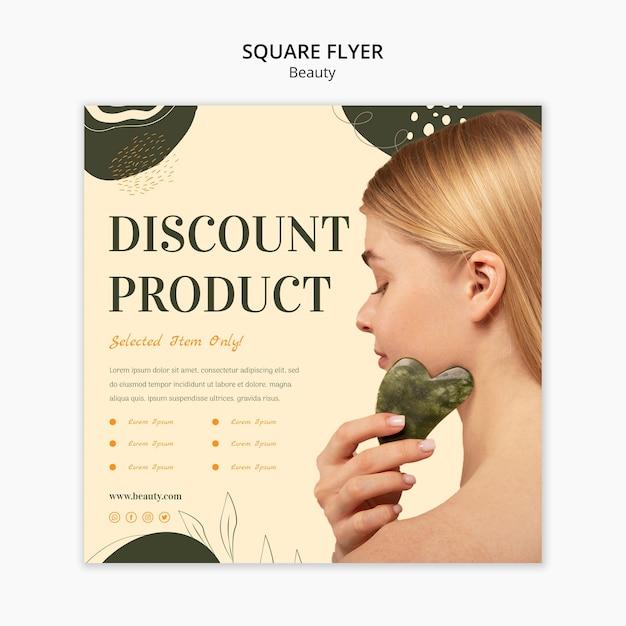 SQUARE FLYER
Beauty
DISCOUNT
PRODUCT
Selected Item Only!
Lorem ipsum dolor sit amet, consectetur adipiscing elit, sed
do eiusmod tempor incididunt ut labore et dolore magna
aliqua. ipsum suspendisse ultrices, gravida risus.
Lorem Ipsum Lorem Ipsum
Lorem Ipsum Lorem Ipsum
Lorem Ipsum Lorem Ipsum
www.beauty.com